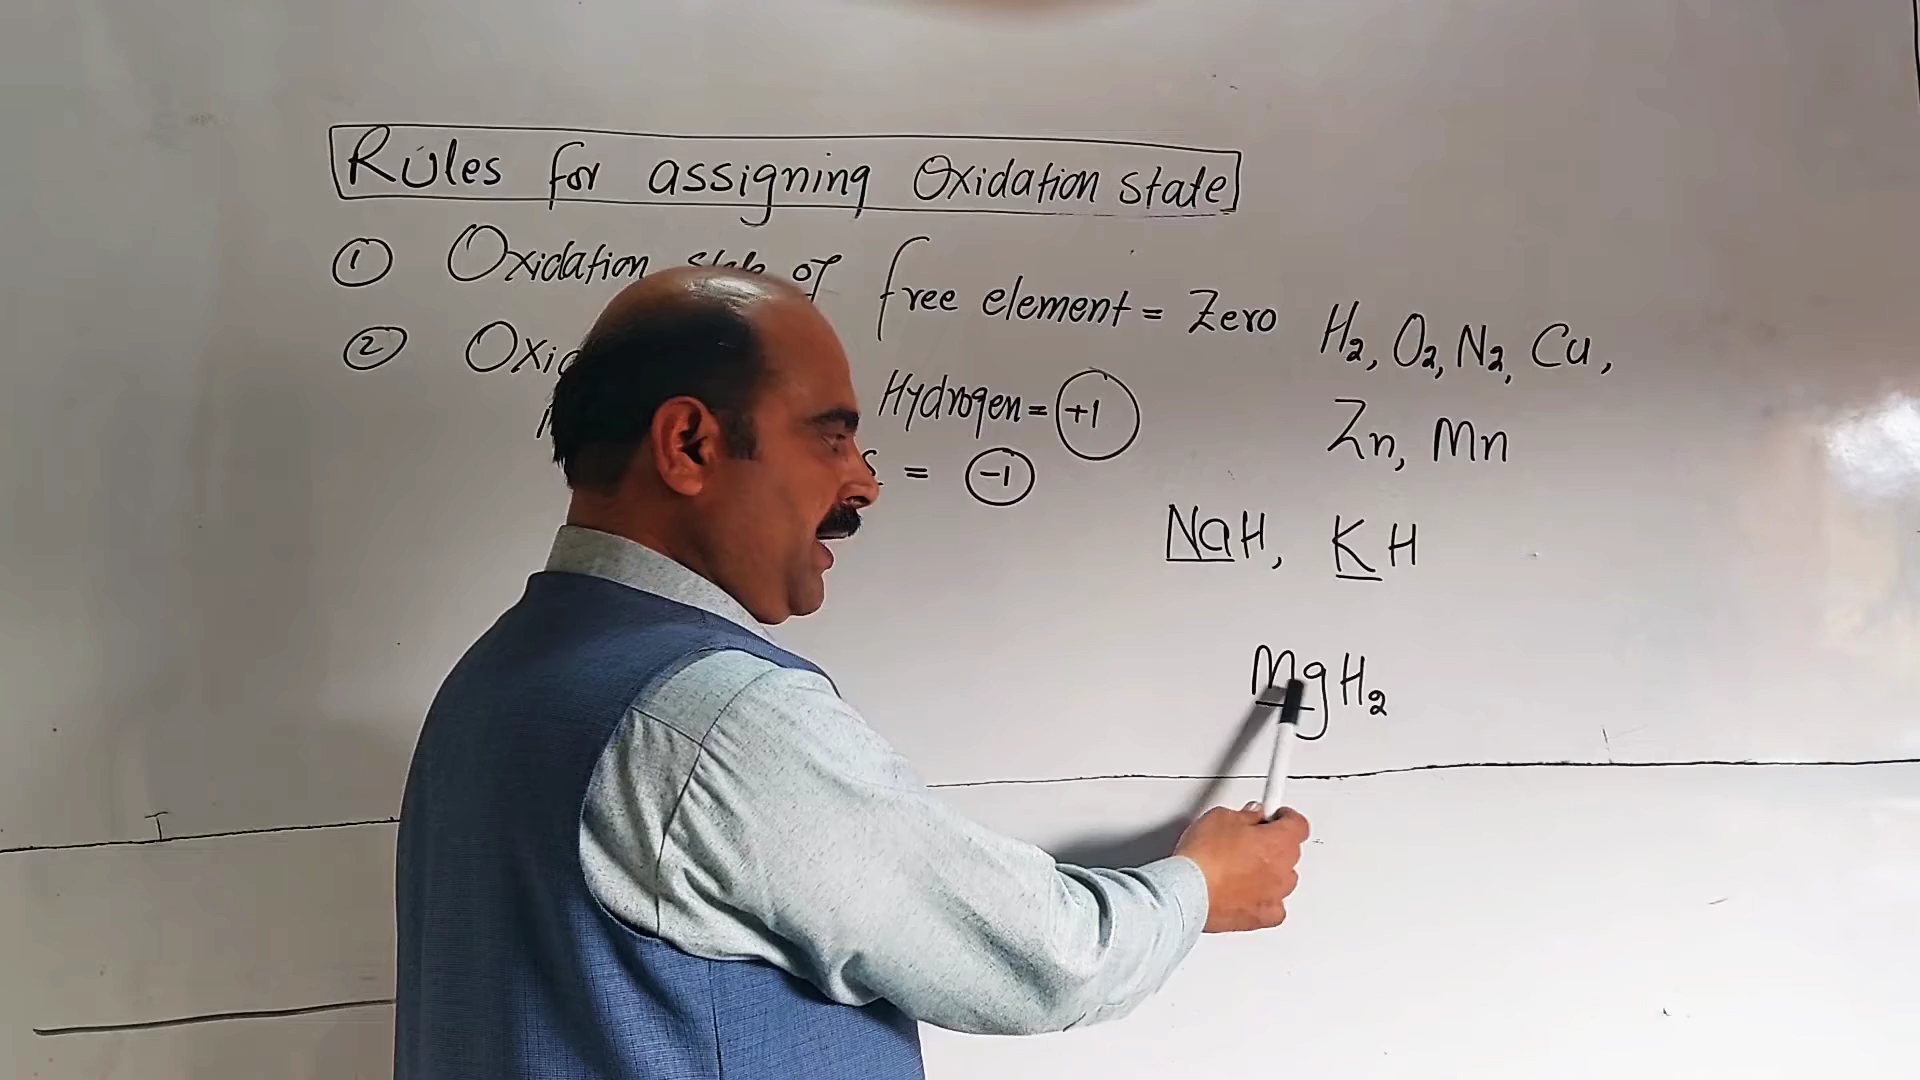 Rules for assigning Oxidation state
① Oxidation state of free element = Zero H₂, O₂, N₂, Cu,
Zn, Mn
② Hydrogen = +1
= -1
NaH, KH
MgH₂